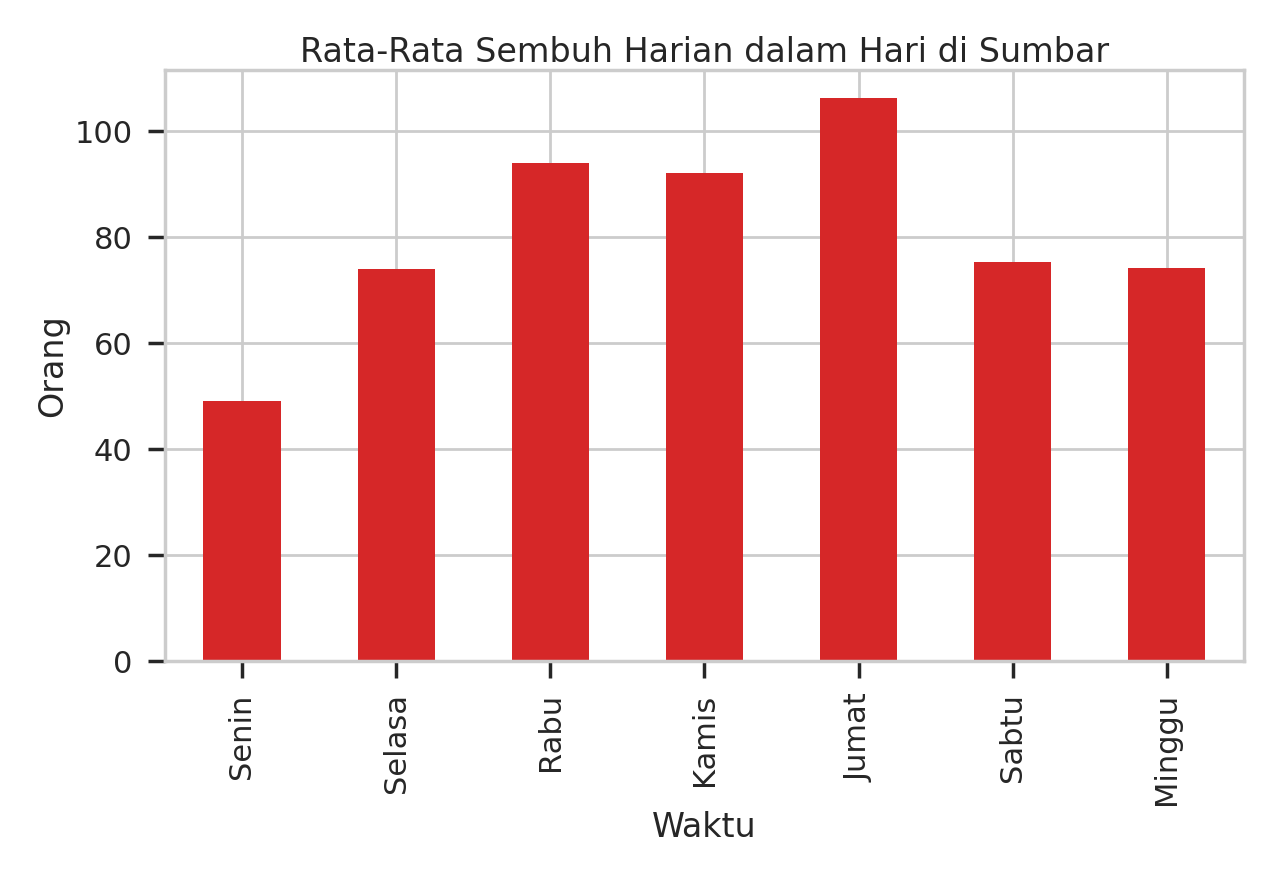 Rata-Rata Sembuh Harian dalam Hari di Sumbar
Orang
100
80
60
40
20
0
Senin
Selasa
Rabu
Kamis
Jumat
Sabtu
Minggu
Waktu